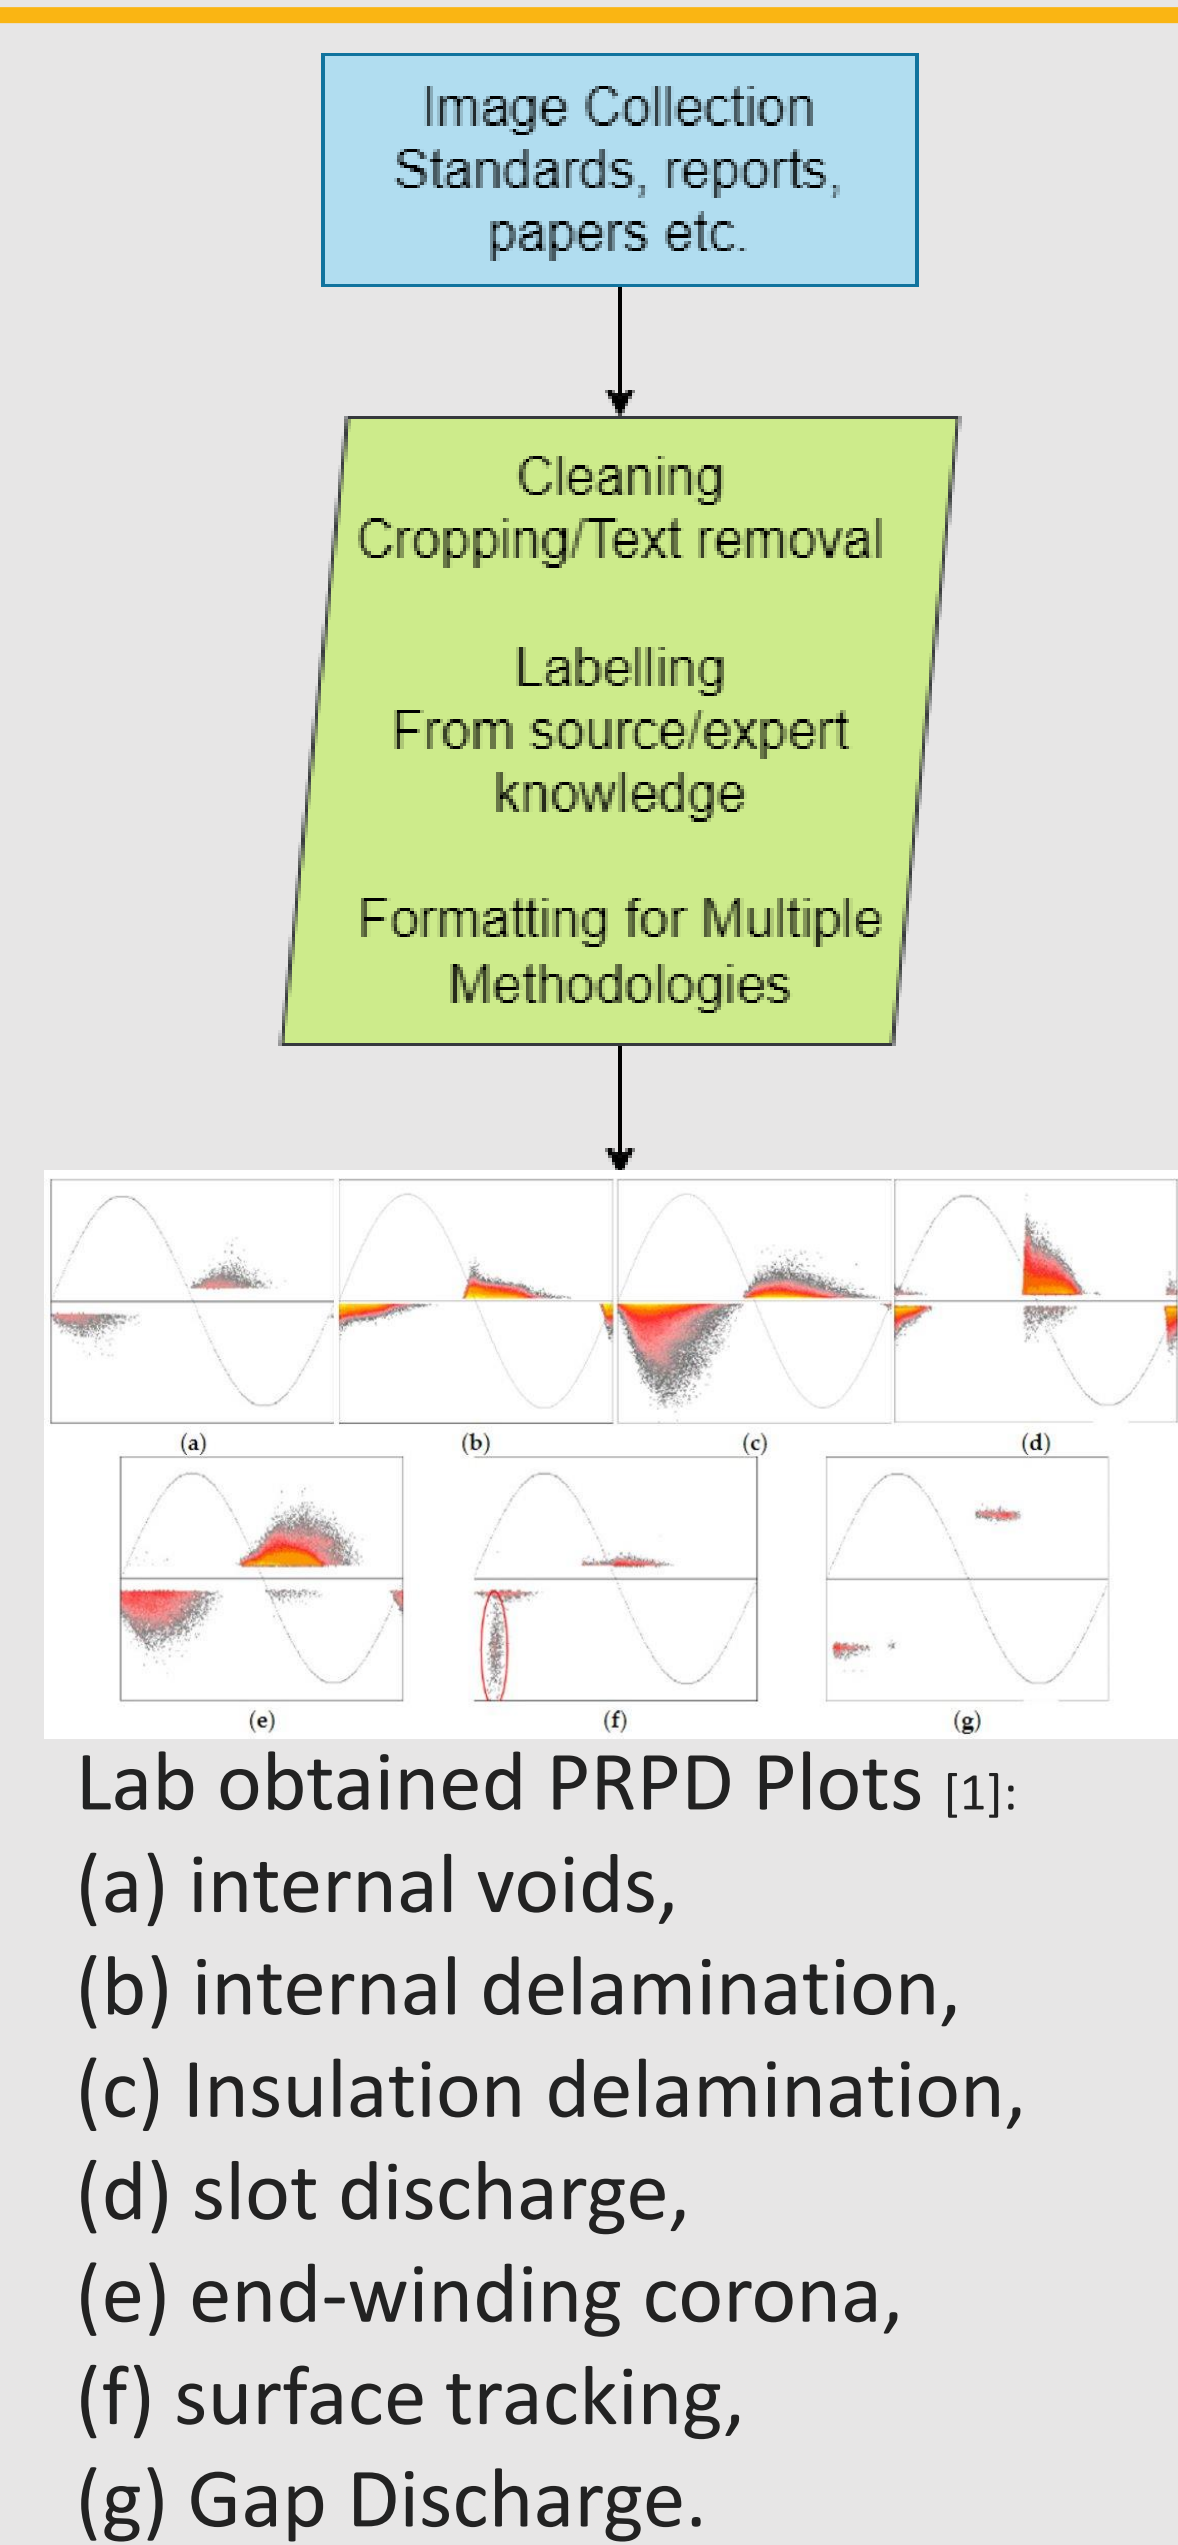 Image Collection
Standards, reports,
papers etc.
Cleaning
Cropping/Text removal
Labelling
From source/expert
knowledge
Formatting for Multiple
Methodologies
(a) (b) (c) (d)
(e) (f) (g)
Lab obtained PRPD Plots [1]:
(a) internal voids,
(b) internal delamination,
(c) Insulation delamination,
(d) slot discharge,
(e) end-winding corona,
(f) surface tracking,
(g) Gap Discharge.